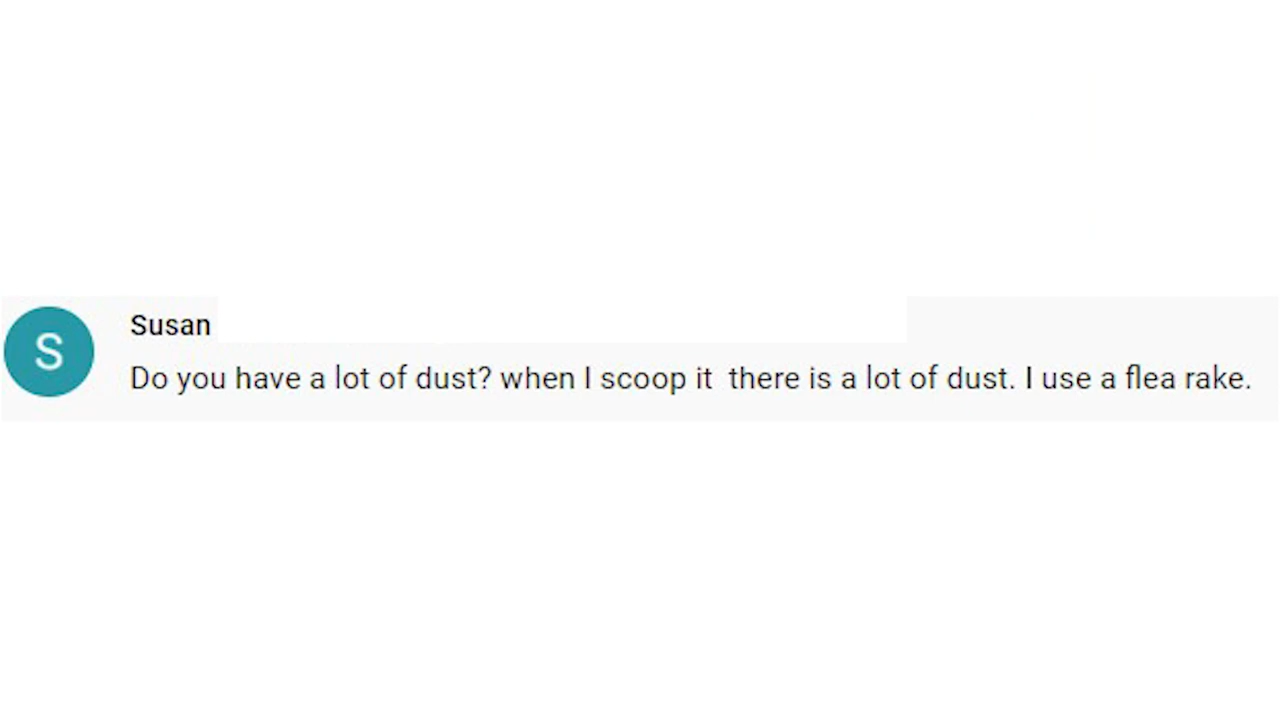 S
Susan
Do you have a lot of dust? when I scoop it  there is a lot of dust. I use a flea rake.